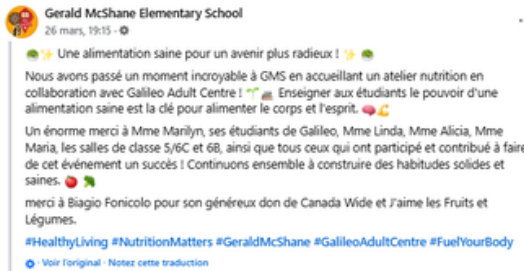 Gerald McShane Elementary School
26 mars, 19:15 ·
🥗✨ Une alimentation saine pour un avenir plus radieux ! ✨🥗
Nous avons passé un moment incroyable à GMS en accueillant un atelier nutrition en
collaboration avec Galileo Adult Centre ! Enseigner aux étudiants le pouvoir d'une
alimentation saine est la clé pour alimenter le corps et l'esprit. 🧠💪
Un énorme merci à Mme Marilyn, ses étudiants de Galileo, Mme Linda, Mme Alicia, Mme
Maria, les salles de classe 5/6C et 6B, ainsi que tous ceux qui ont participé et contribué à faire
de cet événement un succès ! Continuons ensemble à construire des habitudes solides et
saines. 🍎
merci à Biagio Fonicolo pour son généreux don de Canada Wide et J'aime les Fruits et
Légumes.
#HealthyLiving #NutritionMatters #GeraldMcShane #GalileoAdultCentre #FuelYourBody
· Voir l'original · Notez cette traduction